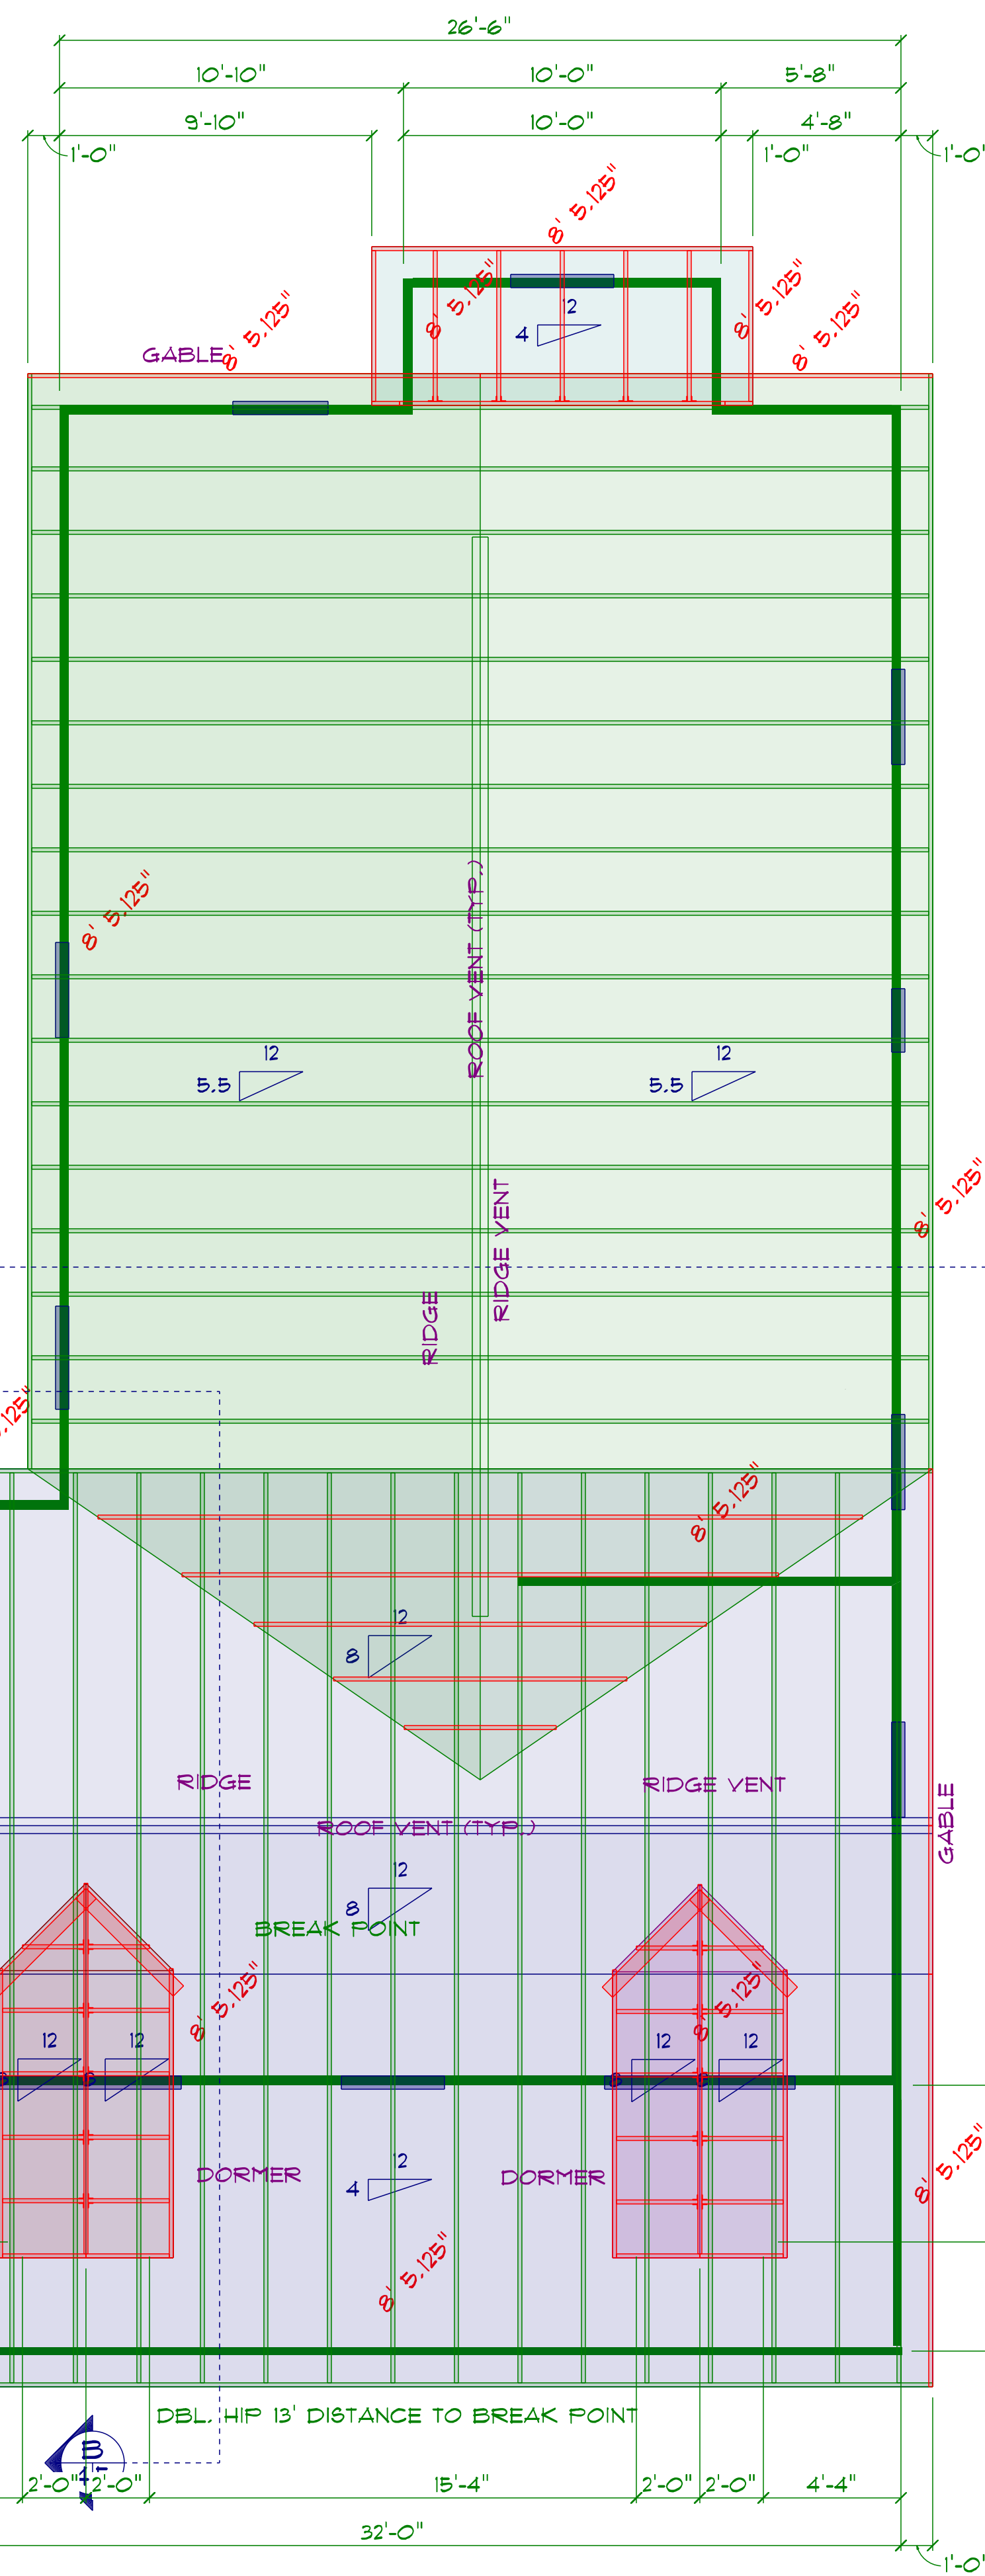 26'-6"
10'-10" 10'-0" 5'-8"
9'-10" 10'-0" 4'-8"
1'-0" 1'-0" 1'-0"
8' 5.125"
8' 5.125" 8' 5.125"
8' 5.125" 8' 5.125"
12
4
GABLE
ROOF VENT (TYP.)
8' 5.125"
12 12
5.5 5.5
RIDGE VENT
8' 5.125"
RIDGE
8' 5.125"
12
8
RIDGE
RIDGE VENT
ROOF VENT (TYP.)
GABLE
12
8
BREAK POINT
8' 5.125" 8' 5.125"
12 12 12 12
DORMER
DORMER
12
4
8' 5.125"
8' 5.125"
DBL. HIP 13' DISTANCE TO BREAK POINT
B
2'-0" 2'-0" 15'-4" 2'-0" 2'-0" 4'-4"
32'-0"
1'-0"